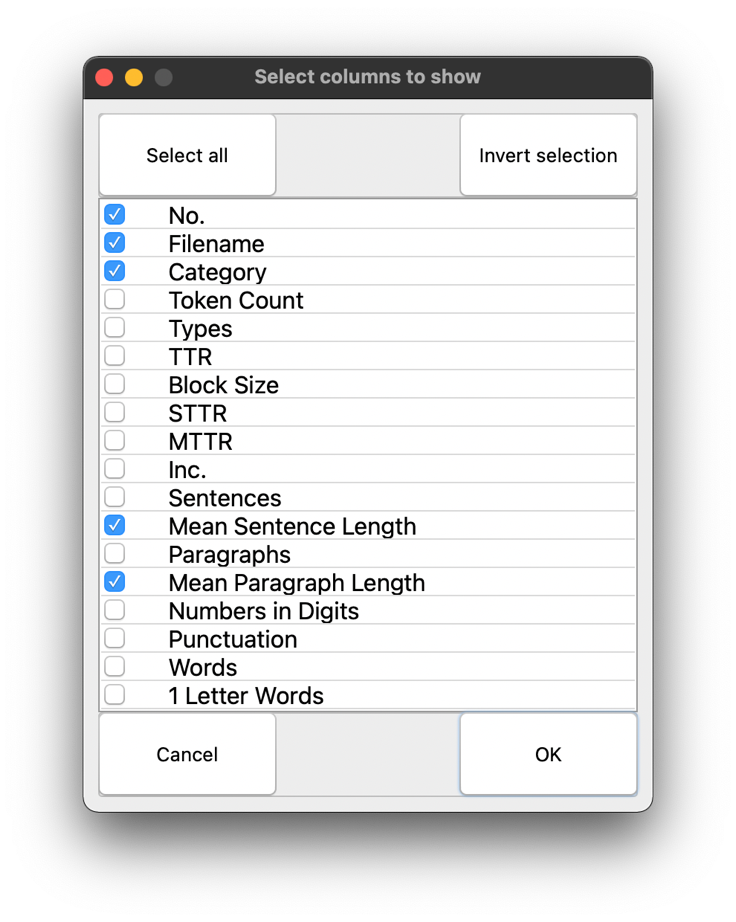 Select columns to show
Select all
Invert selection
No.
Filename
Category
Token Count
Types
TTR
Block Size
STTR
MTTR
Inc.
Sentences
Mean Sentence Length
Paragraphs
Mean Paragraph Length
Numbers in Digits
Punctuation
Words
1 Letter Words
Cancel
OK